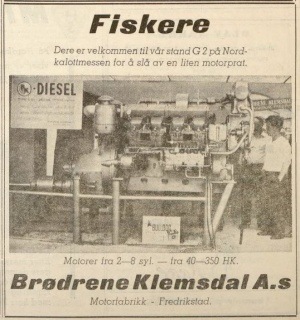 Fiskere
Dere er velkommen til vår stand G 2 på Nord-
kalottmessen for å slå av en liten motorprat.
-DIESEL
Motorer fra 2—8 syl. — fra 40—350 HK.
Brødrene Klemsdal A.s
Motorfabrikk - Fredrikstad.